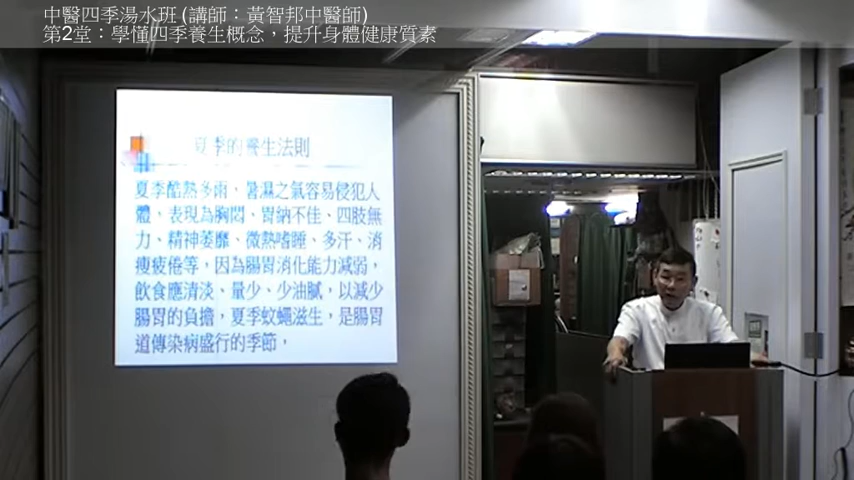 中醫四季湯水班 (講師：黃智邦中醫師)
第2堂：學懂四季養生概念，提升身體健康質素
夏季的養生法則
夏季酷熱多雨、暑濕之氣容易侵犯人
體，表現為胸悶、胃納不佳、四肢無
力、精神萎靡、微熱嗜睡、多汗、消
瘦疲倦等，因為腸胃消化能力減弱，
飲食應清淡、量少、少油膩，以減少
腸胃的負擔，夏季蚊蠅滋生，是腸胃
道傳染病盛行的季節，